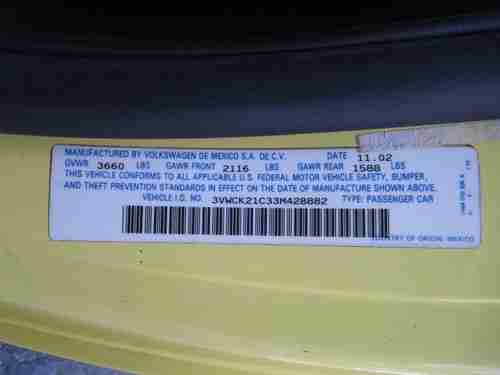 MANUFACTURED BY VOLKSWAGEN DE MEXICO S.A. DE C.V. DATE 11.02
GVWR 3660 LBS GAWR FRONT 2116 LBS GAWR REAR 1588 LBS
THIS VEHICLE CONFORMS TO ALL APPLICABLE U.S. FEDERAL MOTOR VEHICLE SAFETY, BUMPER,
AND THEFT PREVENTION STANDARDS IN EFFECT ON THE DATE OF MANUFACTURE SHOWN ABOVE.
VEHICLE I.D. NO. 3VWCK21C33M428882 TYPE: PASSENGER CAR
COUNTRY OF ORIGIN: MEXICO